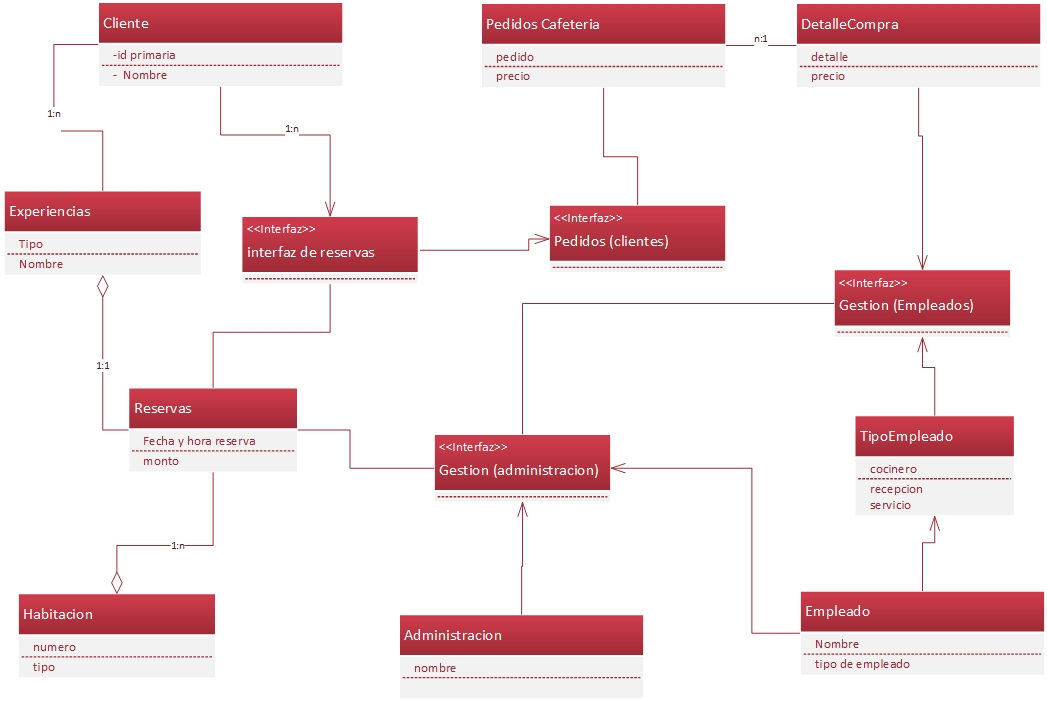 Cliente
-id primaria
- Nombre
Pedidos Cafeteria
pedido
precio
n:1
DetalleCompra
detalle
precio
1:n
1:n
Experiencias
Tipo
Nombre
<<Interfaz>>
interfaz de reservas
<<Interfaz>>
Pedidos (clientes)
<<Interfaz>>
Gestion (Empleados)
1:1
Reservas
Fecha y hora reserva
monto
<<Interfaz>>
Gestion (administracion)
TipoEmpleado
cocinero
recepcion
servicio
1:n
Habitacion
numero
tipo
Administracion
nombre
Empleado
Nombre
tipo de empleado